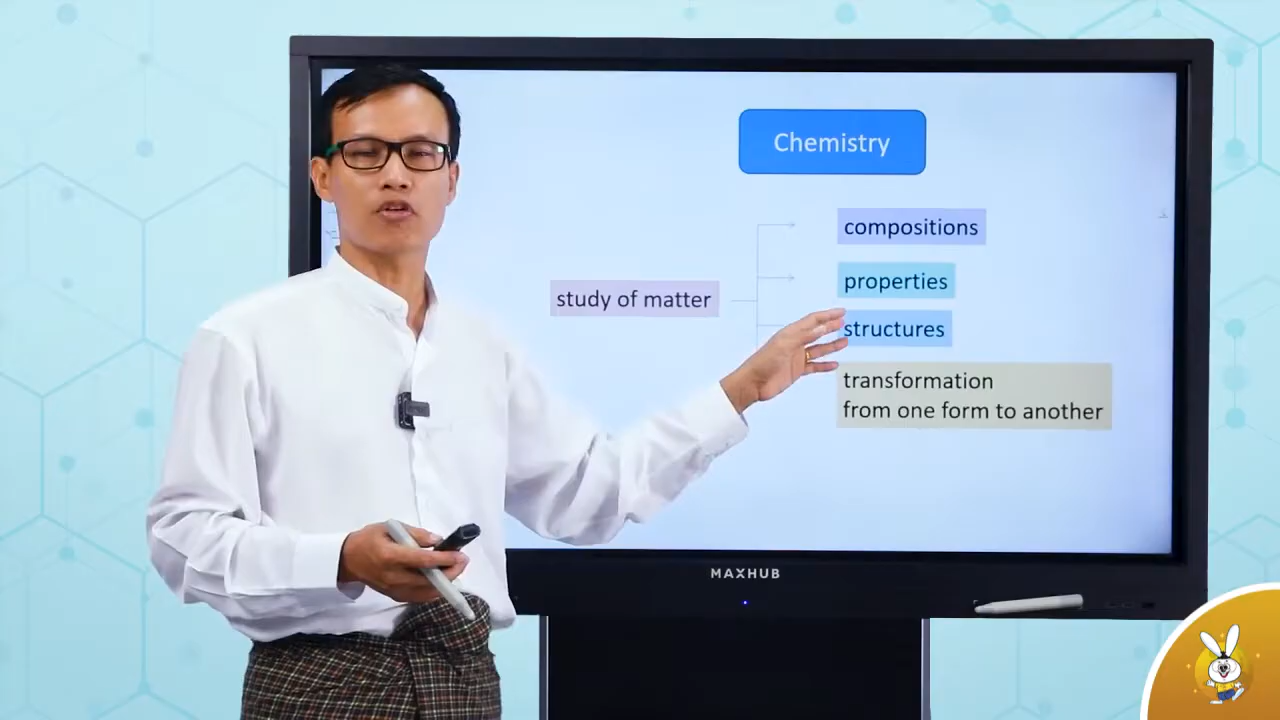 Chemistry
compositions
properties
study of matter
structures
transformation
from one form to another
MAXHUB